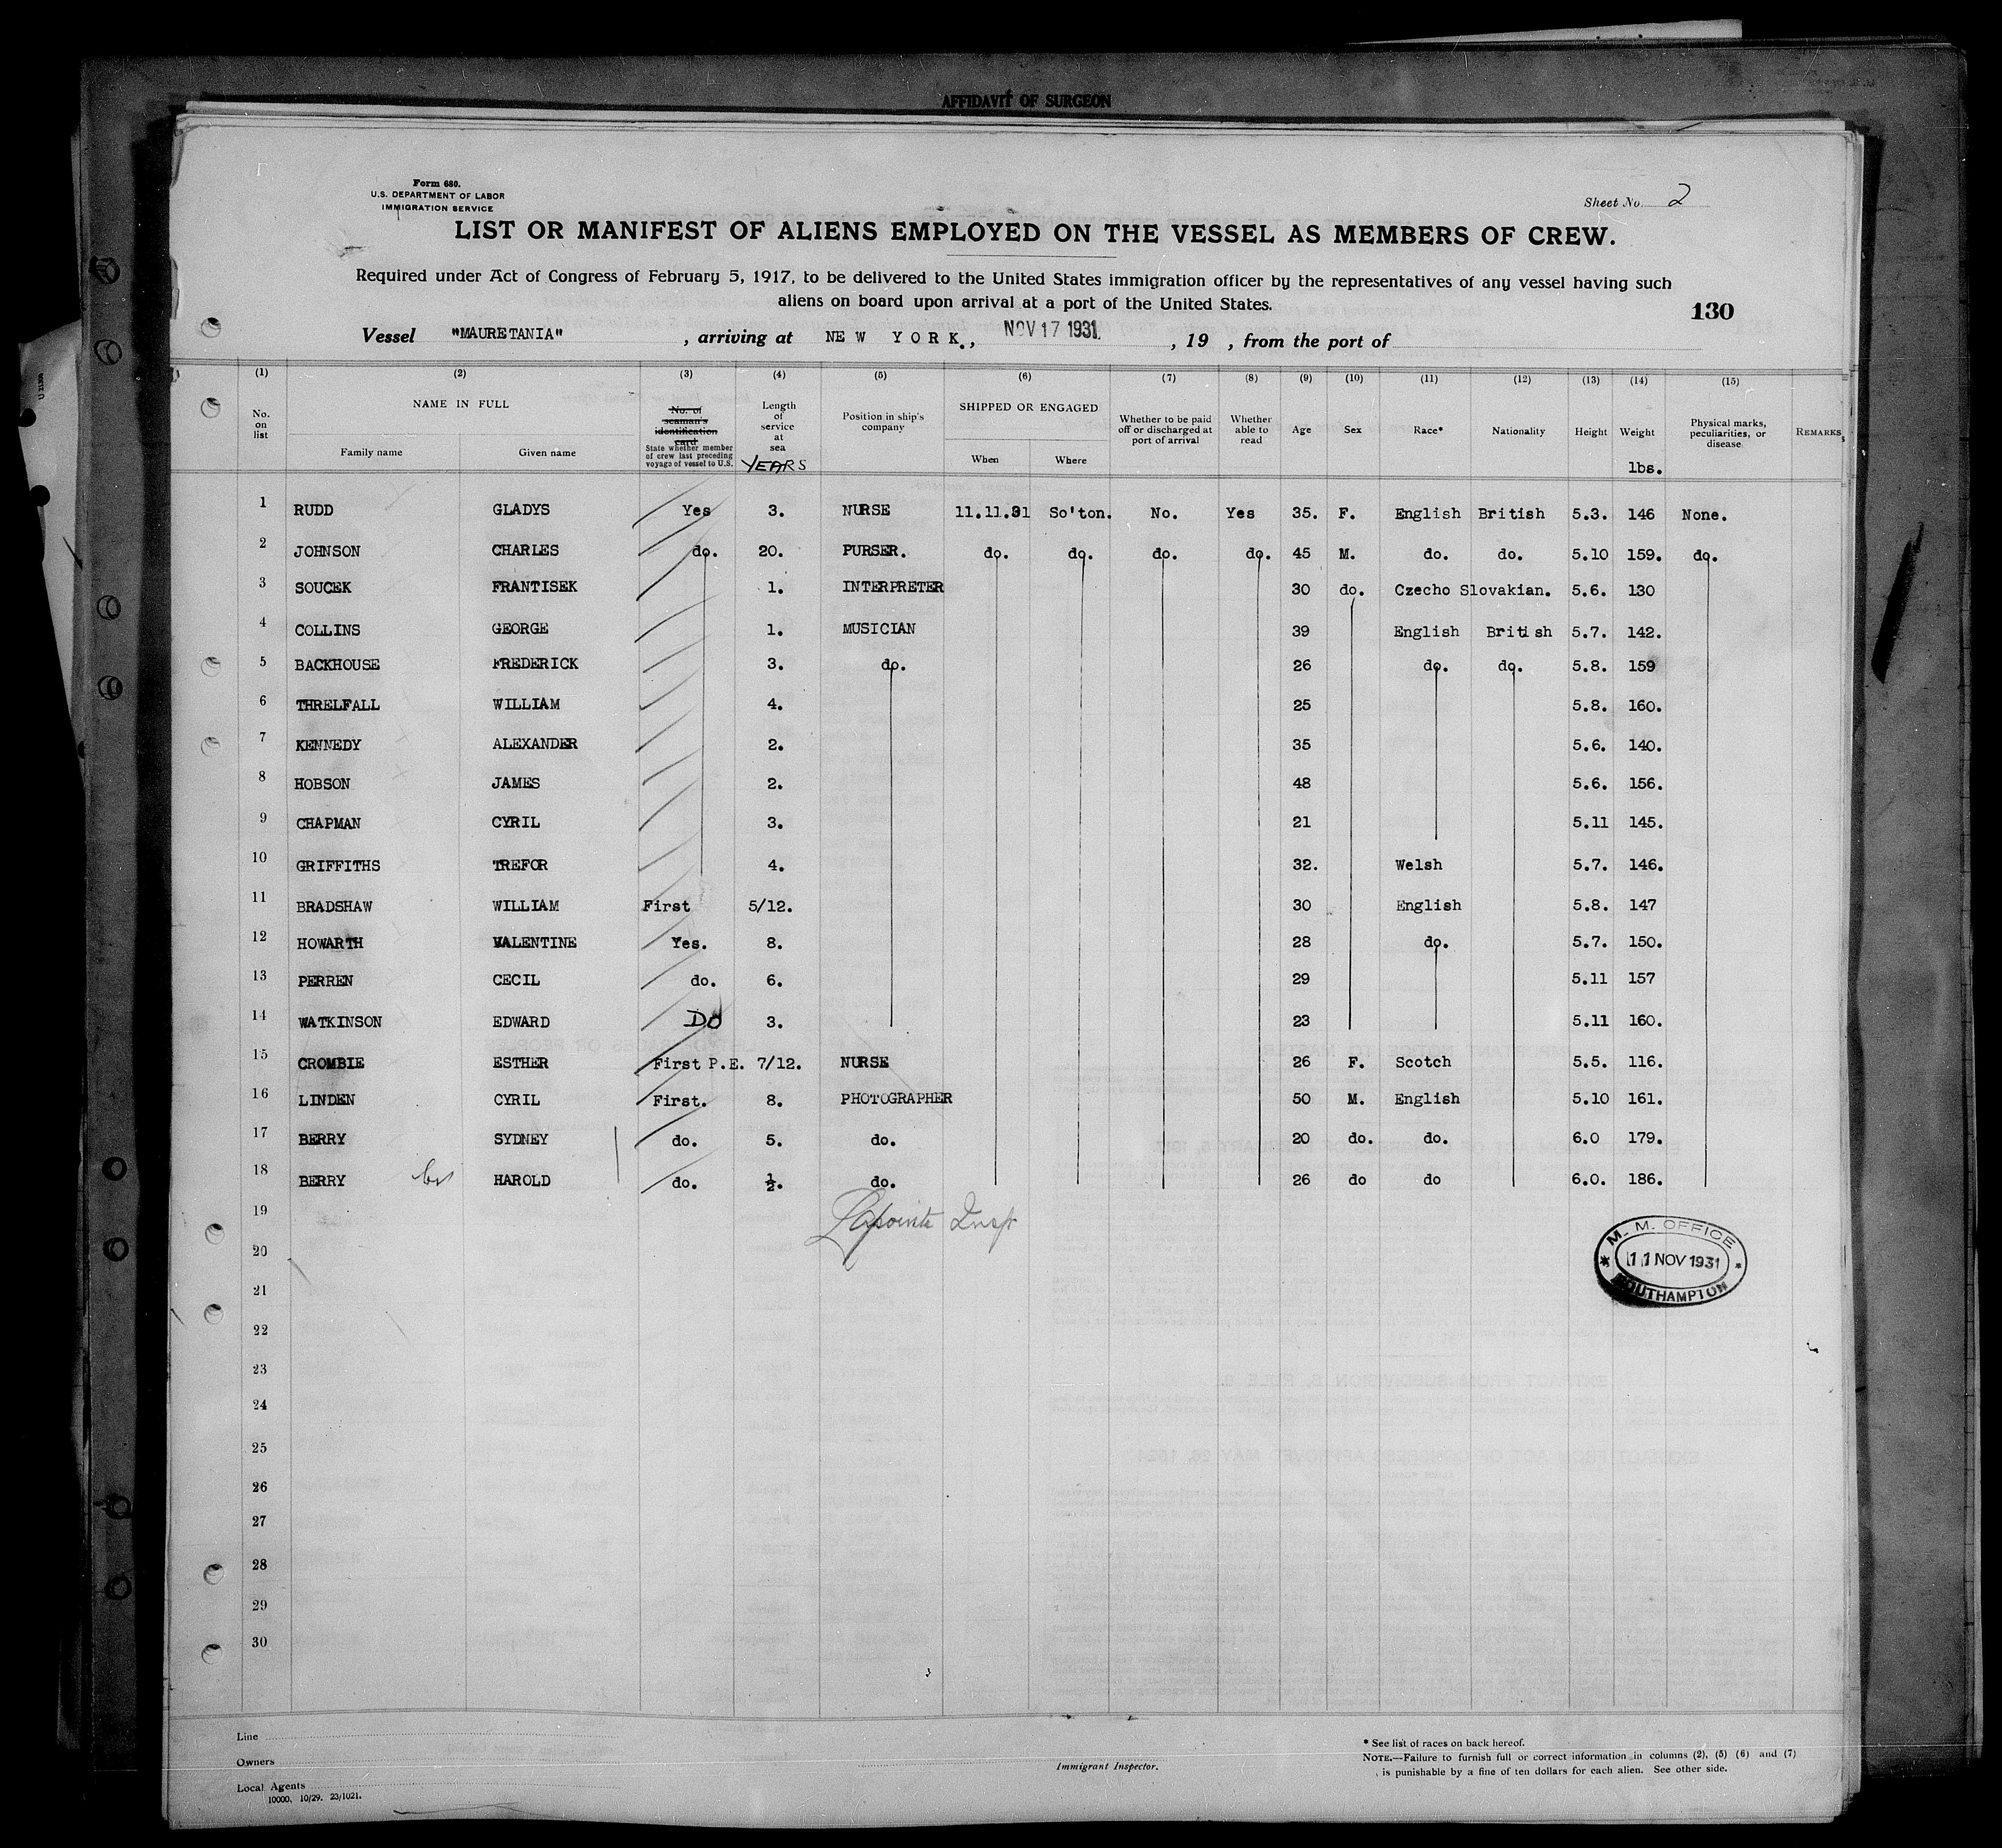 AFFIDAVIT OF SURGEON
Form 680.
U.S. DEPARTMENT OF LABOR
IMMIGRATION SERVICE
Sheet No. 2
LIST OR MANIFEST OF ALIENS EMPLOYED ON THE VESSEL AS MEMBERS OF CREW.
Required under Act of Congress of February 5, 1917, to be delivered to the United States immigration officer by the representatives of any vessel having such
aliens on board upon arrival at a port of the United States.
130
Vessel "MAURETANIA" , arriving at NEW YORK., NOV 17 1931 , 19 , from the port of
(1) (2) (3) (4) (5) (6) (7) (8) (9) (10) (11) (12) (13) (14) (15)
No. on list NAME IN FULL Family name Given name No. of seaman's identification card State whether member of crew last preceding voyage of vessel to U.S. Length of service at sea YEARS Position in ship's company SHIPPED OR ENGAGED When Where Whether to be paid off or discharged at port of arrival Whether able to read Age Sex Race* Nationality Height Weight lbs. Physical marks, peculiarities, or disease REMARKS
1 RUDD GLADYS Yes 3. NURSE 11.11.31 So'ton. No. Yes 35. F. English British 5.3. 146 None.
2 JOHNSON CHARLES do. 20. PURSER. do. do. do. do. 45 M. do. do. 5.10 159. do.
3 SOUCEK FRANTISEK 1. INTERPRETER 30 do. Czecho Slovakian. 5.6. 130
4 COLLINS GEORGE 1. MUSICIAN 39 English British 5.7. 142.
5 BACKHOUSE FREDERICK 3. do. 26 do. do. 5.8. 159
6 THRELFALL WILLIAM 4. 25 5.8. 160.
7 KENNEDY ALEXANDER 2. 35 5.6. 140.
8 HOBSON JAMES 2. 48 5.6. 156.
9 CHAPMAN CYRIL 3. 21 5.11 145.
10 GRIFFITHS TREFOR 4. 32. Welsh 5.7. 146.
11 BRADSHAW WILLIAM First 5/12. 30 English 5.8. 147
12 HOWARTH VALENTINE Yes. 8. 28 do. 5.7. 150.
13 PERREN CECIL do. 6. 29 5.11 157
14 WATKINSON EDWARD DO 3. 23 5.11 160.
15 CROMBIE ESTHER First P.E. 7/12. NURSE 26 F. Scotch 5.5. 116.
16 LINDEN CYRIL First. 8. PHOTOGRAPHER 50 M. English 5.10 161.
17 BERRY SYDNEY do. 5. do. 20 do. do. 6.0 179.
18 BERRY HAROLD do. ½. do. 26 do do 6.0. 186.
19 Lapointe Insp
20
M. M. OFFICE
11 NOV 1931
SOUTHAMPTON
21
22
23
24
25
26
27
28
29
30
Line
Owners
Local Agents
10000, 10/29. 23/1021.
Immigrant Inspector.
* See list of races on back hereof.
NOTE.—Failure to furnish full or correct information in columns (2), (5) (6) and (7)
is punishable by a fine of ten dollars for each alien. See other side.